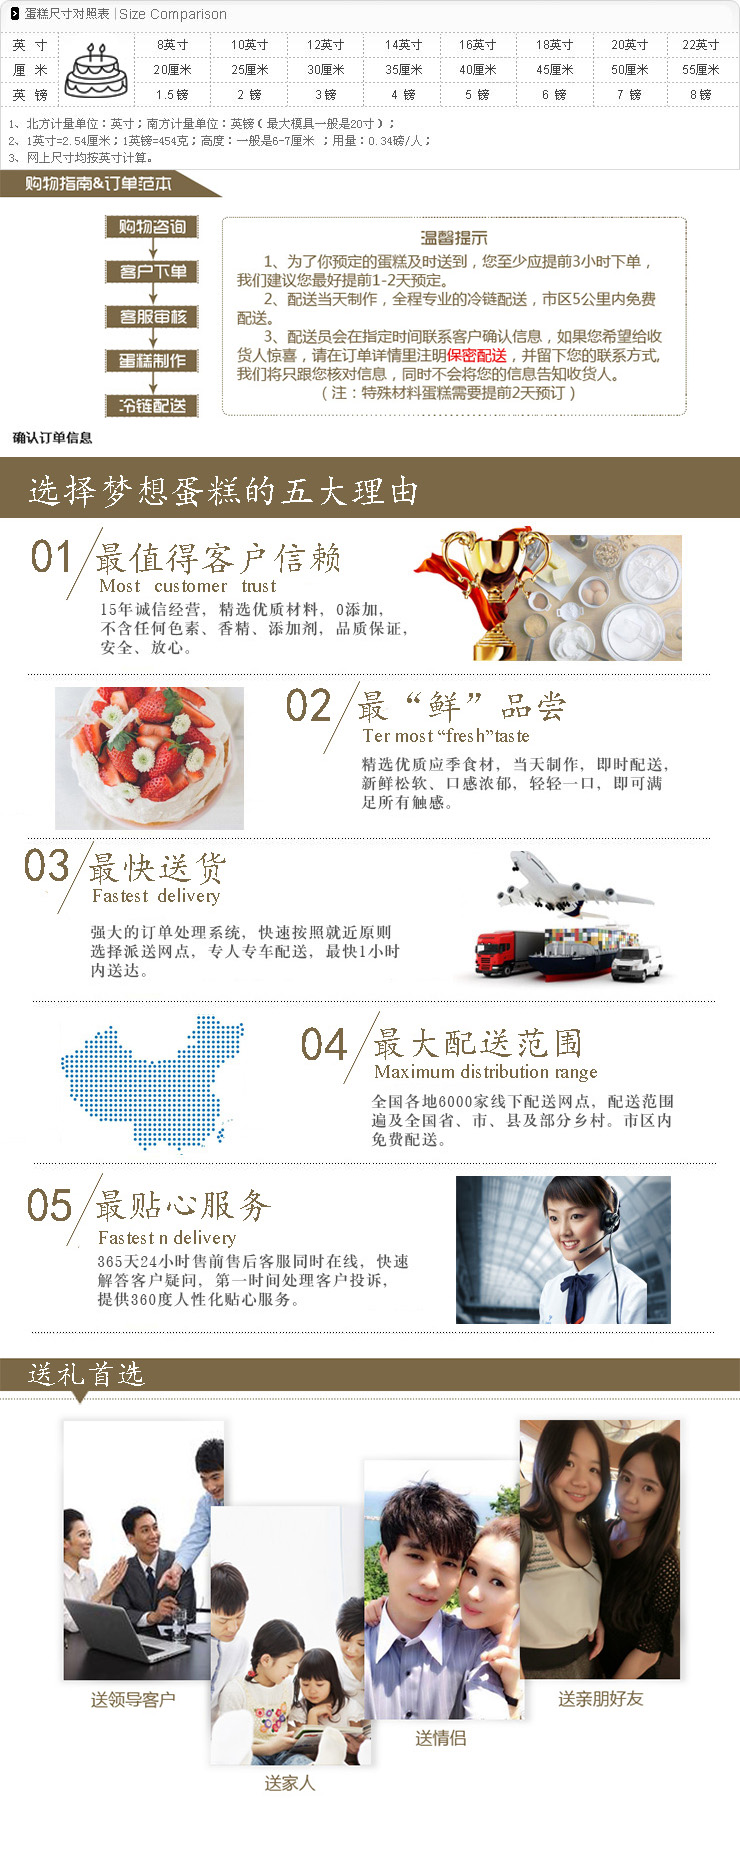 蛋糕尺寸对照表 | Size Comparison
英 寸 8英寸 10英寸 12英寸 14英寸 16英寸 18英寸 20英寸 22英寸
厘 米 20厘米 25厘米 30厘米 35厘米 40厘米 45厘米 50厘米 55厘米
英 镑 1.5 镑 2 镑 3 镑 4 镑 5 镑 6 镑 7 镑 8 镑
1、北方计量单位：英寸；南方计量单位：英镑（最大模具一般是20寸）；
2、1英寸=2.54厘米；1英镑=454克；高度：一般是6-7厘米 ；用量：0.34磅/人；
3、网上尺寸均按英寸计算。
购物指南&订单范本
购物咨询
客户下单
客服审核
蛋糕制作
冷链配送
温馨提示
1、为了你预定的蛋糕及时送到，您至少应提前3小时下单，
我们建议您最好提前1-2天预定。
2、配送当天制作，全程专业的冷链配送，市区5公里内免费
配送。
3、配送员会在指定时间联系客户确认信息，如果您希望给收
货人惊喜，请在订单详情里注明保密配送，并留下您的联系方式,
我们将只跟您核对信息，同时不会将您的信息告知收货人。
（注：特殊材料蛋糕需要提前2天预订）
确认订单信息
选择梦想蛋糕的五大理由
01 最值得客户信赖
Most customer trust
15年诚信经营，精选优质材料，0添加，
不含任何色素、香精、添加剂，品质保证，
安全、放心。
02 最“鲜”品尝
Ter most “fresh”taste
精选优质应季食材，当天制作，即时配送，
新鲜松软、口感浓郁，轻轻一口，即可满
足所有触感。
03 最快送货
Fastest delivery
强大的订单处理系统，快速按照就近原则
选择派送网点，专人专车配送，最快1小时
内送达。
04 最大配送范围
Maximum distribution range
全国各地6000家线下配送网点，配送范围
遍及全国省、市、县及部分乡村。市区内
免费配送。
05 最贴心服务
Fastest n delivery
365天24小时售前售后客服同时在线，快速
解答客户疑问，第一时间处理客户投诉，
提供360度人性化贴心服务。
送礼首选
送领导客户
送家人
送情侣
送亲朋好友